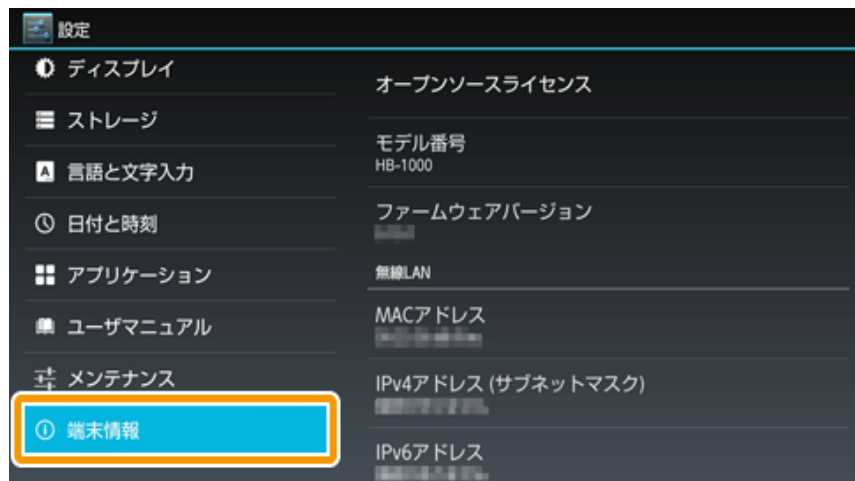 設定
ディスプレイ
ストレージ
言語と文字入力
日付と時刻
アプリケーション
ユーザマニュアル
メンテナンス
端末情報
オープンソースライセンス
モデル番号
HB-1000
ファームウェアバージョン
無線LAN
MACアドレス
IPv4アドレス (サブネットマスク)
IPv6アドレス